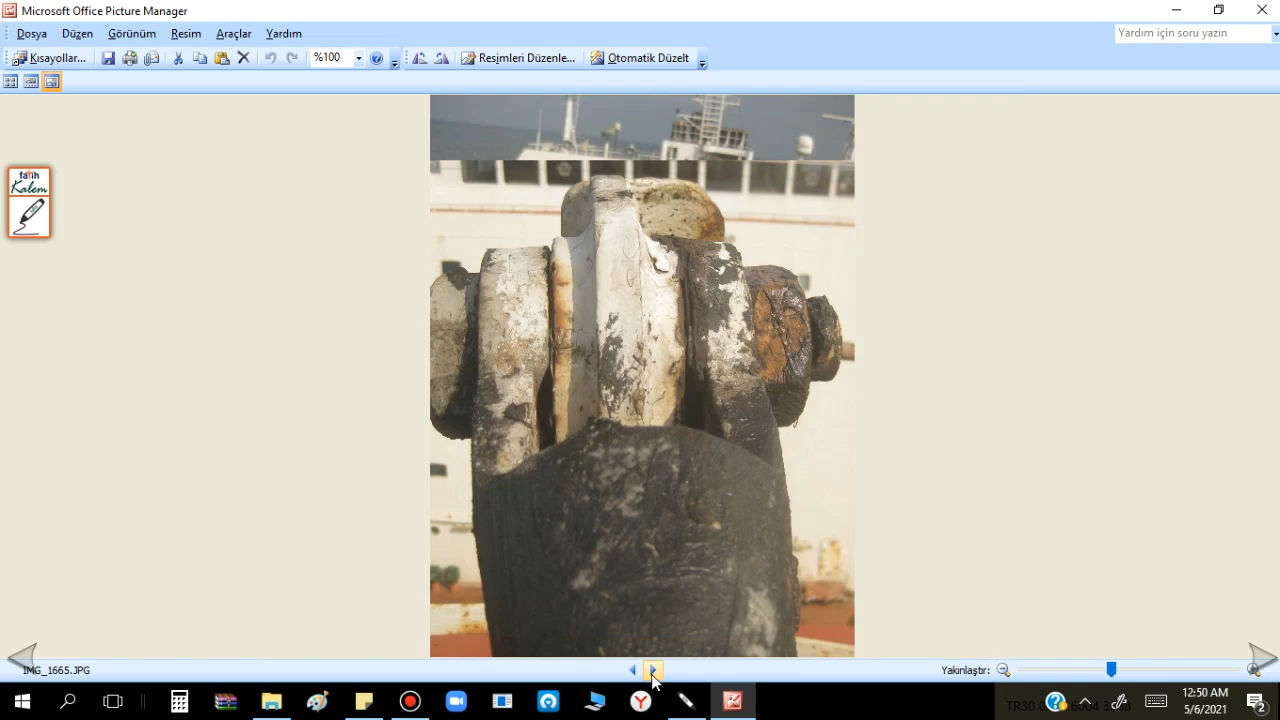 Microsoft Office Picture Manager
Dosya Düzen Görünüm Resim Araçlar Yardım
Yardım için soru yazın
Kısayollar... %100 Resimleri Düzenle... Otomatik Düzelt
fatih
Kalem
IMG_1665.JPG
Yakınlaştır:
12:50 AM
5/6/2021
2